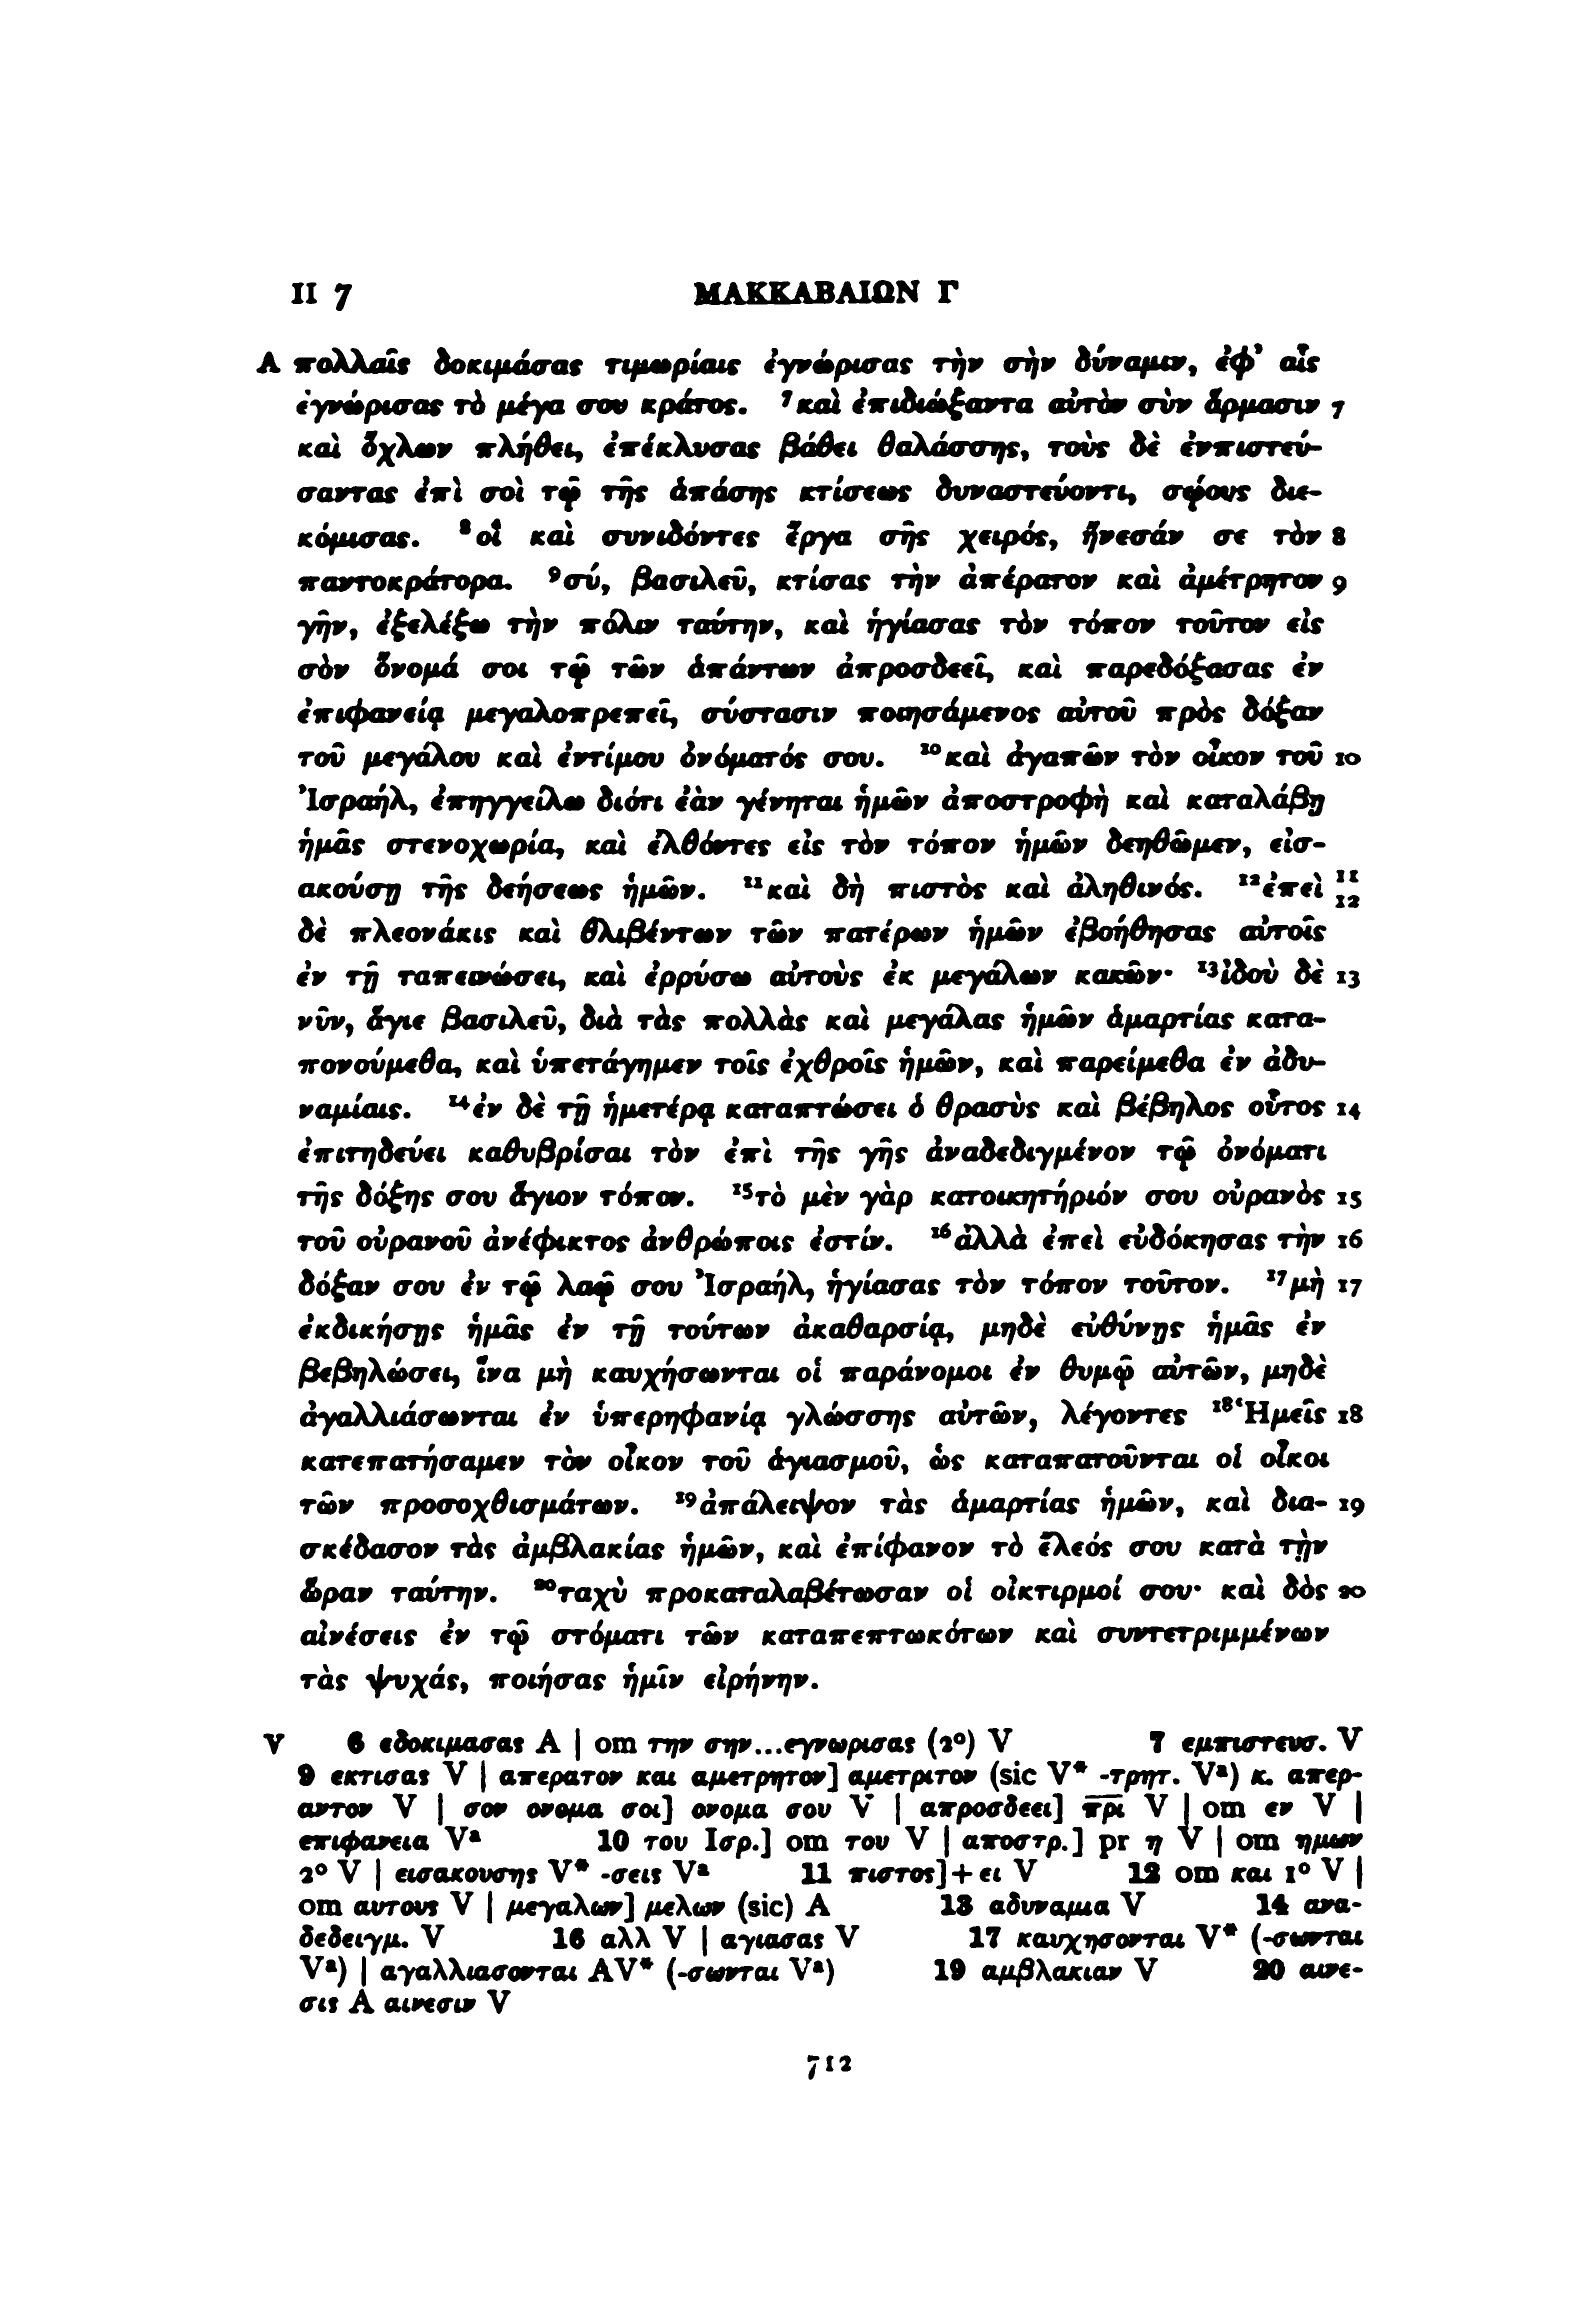 II 7 ΜΑΚΚΑΒΑΙΩΝ Γ
A πολλαῖς δοκιμάσας τιμωρίαις ἐγνώρισας τὴν σὴν δύναμιν, ἐφ’ αἷς
ἐγνώρισας τὸ μέγα σου κράτος. ⁷καὶ ἐπιδιώξαντα αὐτὸν σὺν ἅρμασιν 7
καὶ ὄχλων πλήθει, ἐπέκλυσας βάθει θαλάσσης, τοὺς δὲ ἐνπιστεύ-
σαντας ἐπὶ σοὶ τῷ τῆς ἁπάσης κτίσεως δυναστεύοντι, σῴους διε-
κόμισας. ⁸οἳ καὶ συνιδόντες ἔργα σῆς χειρός, ᾔνεσάν σε τὸν 8
παντοκράτορα. ⁹σύ, βασιλεῦ, κτίσας τὴν ἀπέρατον καὶ ἀμέτρητον 9
γῆν, ἐξελέξω τὴν πόλιν ταύτην, καὶ ἡγίασας τὸν τόπον τοῦτον εἰς
σὸν ὄνομά σοι τῷ τῶν ἁπάντων ἀπροσδεεῖ, καὶ παρεδόξασας ἐν
ἐπιφανείᾳ μεγαλοπρεπεῖ, σύστασιν ποιησάμενος αὐτοῦ πρὸς δόξαν
τοῦ μεγάλου καὶ ἐντίμου ὀνόματός σου. ¹⁰καὶ ἀγαπῶν τὸν οἶκον τοῦ 10
Ἰσραήλ, ἐπηγγείλω διότι ἐὰν γένηται ἡμῶν ἀποστροφὴ καὶ καταλάβῃ
ἡμᾶς στενοχωρία, καὶ ἐλθόντες εἰς τὸν τόπον ἡμῶν δεηθῶμεν, εἰσ-
ακούσῃ τῆς δεήσεως ἡμῶν. ¹¹καὶ δὴ πιστὸς καὶ ἀληθινός. ¹²ἐπεὶ 11 12
δὲ πλεονάκις καὶ θλιβέντων τῶν πατέρων ἡμῶν ἐβοήθησας αὐτοῖς
ἐν τῇ ταπεινώσει, καὶ ἐρρύσω αὐτοὺς ἐκ μεγάλων κακῶν· ¹³ἰδοὺ δὲ 13
νῦν, ἅγιε βασιλεῦ, διὰ τὰς πολλὰς καὶ μεγάλας ἡμῶν ἁμαρτίας κατα-
πονούμεθα, καὶ ὑπετάγημεν τοῖς ἐχθροῖς ἡμῶν, καὶ παρείμεθα ἐν ἀδυ-
ναμίαις. ¹⁴ἐν δὲ τῇ ἡμετέρᾳ καταπτώσει ὁ θρασὺς καὶ βέβηλος οὗτος 14
ἐπιτηδεύει καθυβρίσαι τὸν ἐπὶ τῆς γῆς ἀναδεδιγμένον τῷ ὀνόματι
τῆς δόξης σου ἅγιον τόπον. ¹⁵τὸ μὲν γὰρ κατοικητήριόν σου οὐρανὸς 15
τοῦ οὐρανοῦ ἀνέφικτος ἀνθρώποις ἐστίν. ¹⁶ἀλλὰ ἐπεὶ εὐδόκησας τὴν 16
δόξαν σου ἐν τῷ λαῷ σου Ἰσραήλ, ἡγίασας τὸν τόπον τοῦτον. ¹⁷μὴ 17
ἐκδικήσῃς ἡμᾶς ἐν τῇ τούτων ἀκαθαρσίᾳ, μηδὲ εὐθύνῃς ἡμᾶς ἐν
βεβηλώσει, ἵνα μὴ καυχήσωνται οἱ παράνομοι ἐν θυμῷ αὐτῶν, μηδὲ
ἀγαλλιάσωνται ἐν ὑπερηφανίᾳ γλώσσης αὐτῶν, λέγοντες ¹⁸Ἡμεῖς 18
κατεπατήσαμεν τὸν οἶκον τοῦ ἁγιασμοῦ, ὡς καταπατοῦνται οἱ οἶκοι
τῶν προσοχθισμάτων. ¹⁹ἀπάλειψον τὰς ἁμαρτίας ἡμῶν, καὶ δια- 19
σκέδασον τὰς ἀμβλακίας ἡμῶν, καὶ ἐπίφανον τὸ ἔλεός σου κατὰ τὴν
ὥραν ταύτην. ²⁰ταχὺ προκαταλαβέτωσαν οἱ οἰκτιρμοί σου· καὶ δὸς 20
αἰνέσεις ἐν τῷ στόματι τῶν καταπεπτωκότων καὶ συντετριμμένων
τὰς ψυχάς, ποιήσας ἡμῖν εἰρήνην.
V 6 εδοκιμασας A | om την σην...εγνωρισας (2°) V 7 εμπιστευσ. V
9 εκτισας V | απερατον και αμετρητον] αμετριτον (sic V* -τρητ. Vᵃ) κ. απερ-
αντον V | σον ονομα σοι] ονομα σου V | απροσδεει] π̅ρ̅ι̅ V | om εν V |
επιφανεια Vᵃ 10 του Ισρ.] om του V | αποστρ.] pr η V | om ημων
2° V | εισακουσης V* -σεις Vᵃ 11 πιστος]+ει V 12 om και 1° V |
om αυτους V | μεγαλων] μελων (sic) A 13 αδυναμια V 14 ανα-
δεδειγμ. V 16 αλλ V | αγιασας V 17 καυχησονται V* (-σωνται
Vᵃ) | αγαλλιασονται AV* (-σωνται Vᵃ) 19 αμβλακιαν V 20 αινε-
σις A αινεσιν V
712